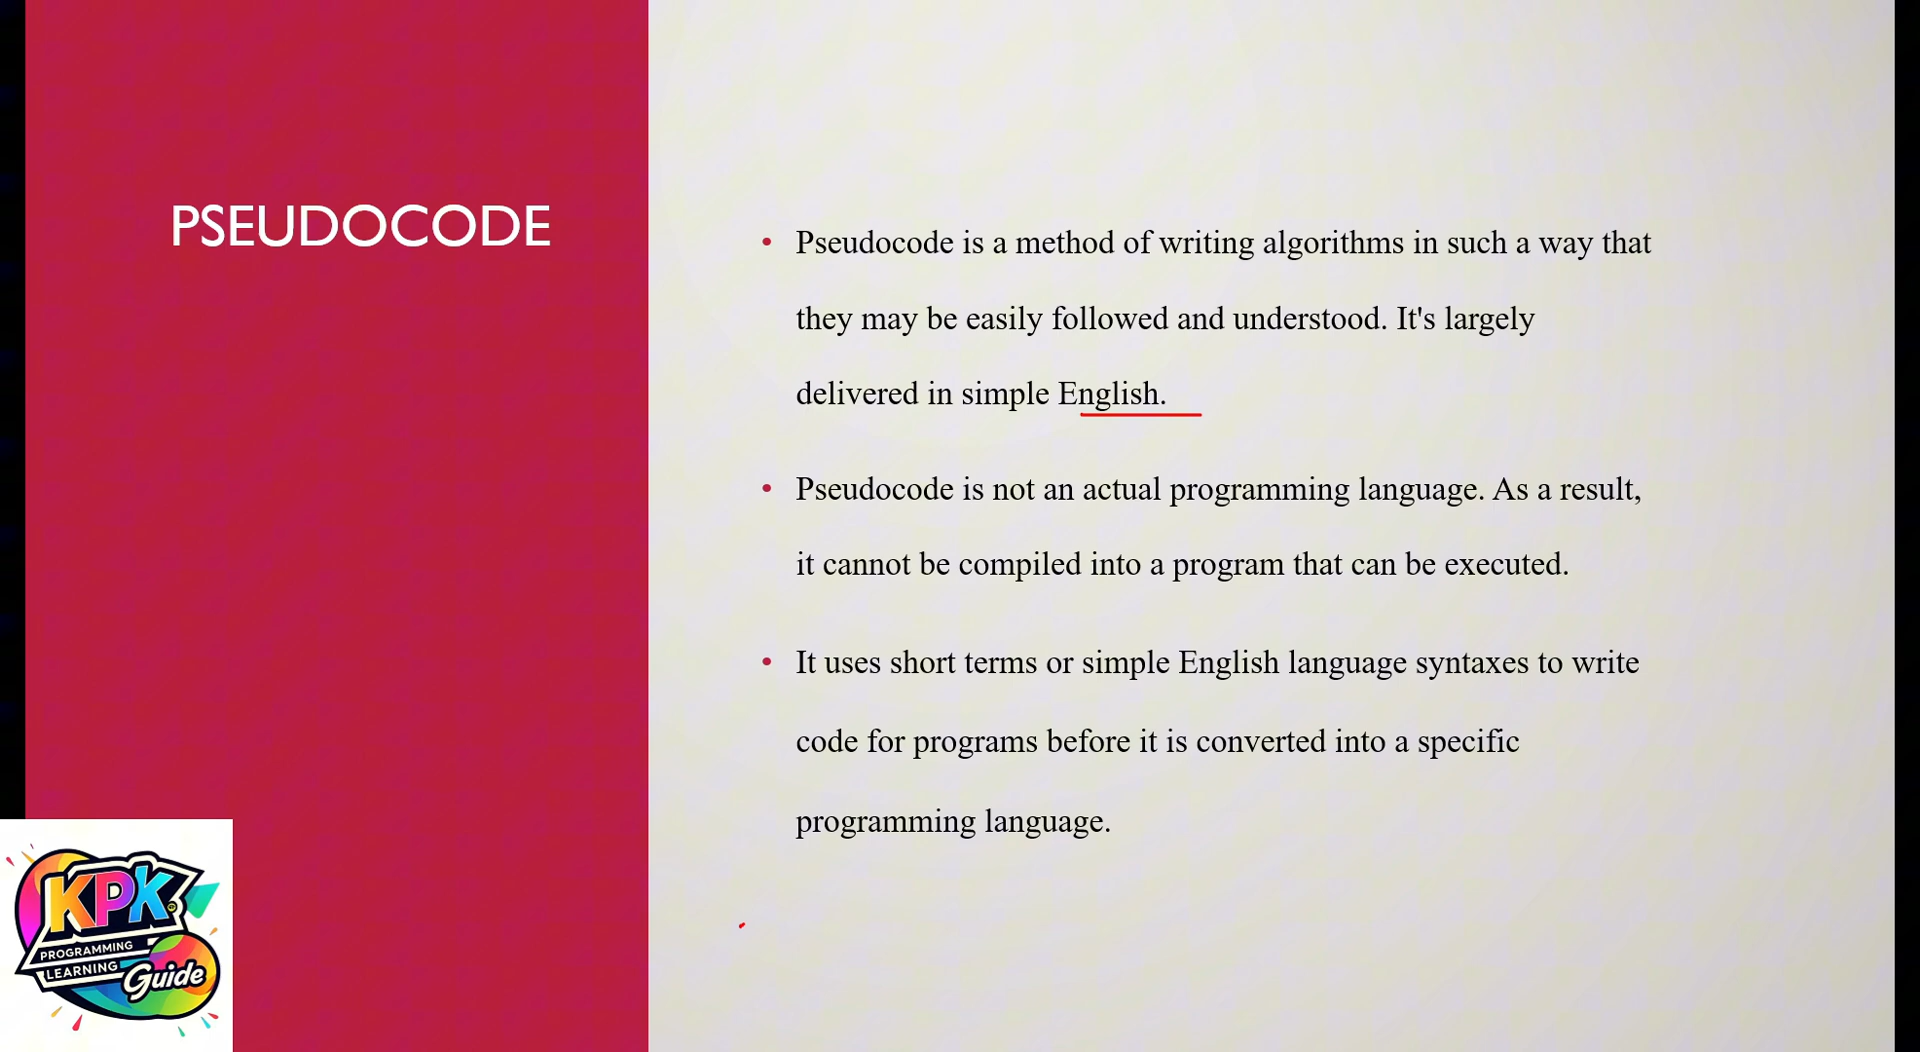 PSEUDOCODE
• Pseudocode is a method of writing algorithms in such a way that
they may be easily followed and understood. It's largely
delivered in simple English.
• Pseudocode is not an actual programming language. As a result,
it cannot be compiled into a program that can be executed.
• It uses short terms or simple English language syntaxes to write
code for programs before it is converted into a specific
programming language.
KPK
PROGRAMMING
LEARNING
Guide